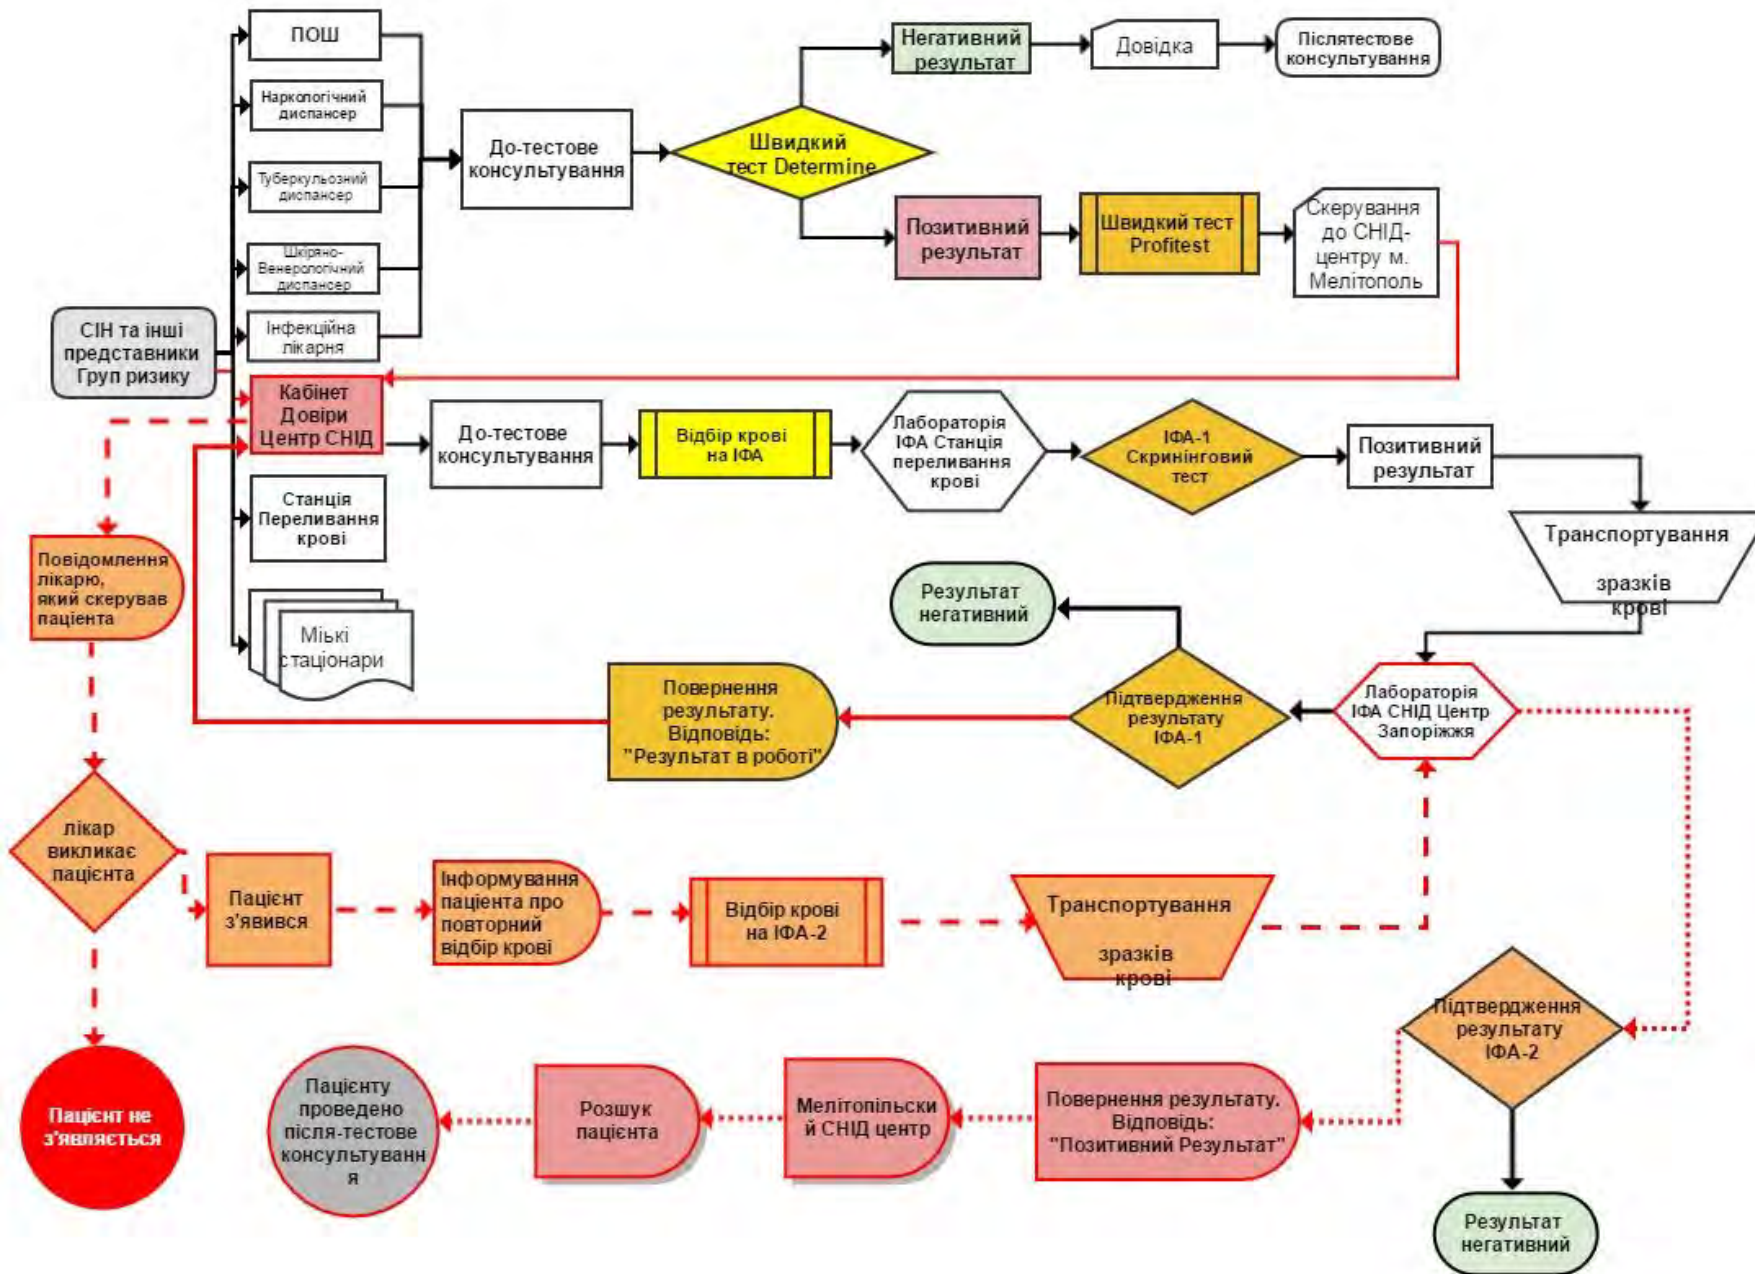 ПОШ
Наркологічний
диспансер
Туберкульозний
диспансер
Шкіряно-
Венерологічний
диспансер
Інфекційна
лікарня
СІН та інші
представники
Груп ризику
Кабінет
Довіри
Центр СНІД
Станція
Переливання
крові
Міькі
стаціонари
До-тестове
консультування
Швидкий
тест Determine
Негативний
результат
Довідка
Післятестове
консультування
Позитивний
результат
Швидкий тест
Profitest
Скерування
до СНІД-
центру м.
Мелітополь
До-тестове
консультування
Відбір крові
на ІФА
Лабораторія
ІФА Станція
переливання
крові
ІФА-1
Скринінговий
тест
Позитивний
результат
Транспортування
зразків
крові
Лабораторія
ІФА СНІД Центр
Запоріжжя
Підтвердження
результату
ІФА-1
Результат
негативний
Повернення
результату.
Відповідь:
"Результат в роботі"
Повідомлення
лікарю,
який скерував
пацієнта
лікар
викликає
пацієнта
Пацієнт
з'явився
Інформування
пацієнта про
повторний
відбір крові
Відбір крові
на ІФА-2
Транспортування
зразків
крові
Підтвердження
результату
ІФА-2
Результат
негативний
Повернення результату.
Відповідь:
"Позитивний Результат"
Мелітопільски
й СНІД центр
Розшук
пацієнта
Пацієнту
проведено
після-тестове
консультуванн
я
Пацієнт не
з'являється